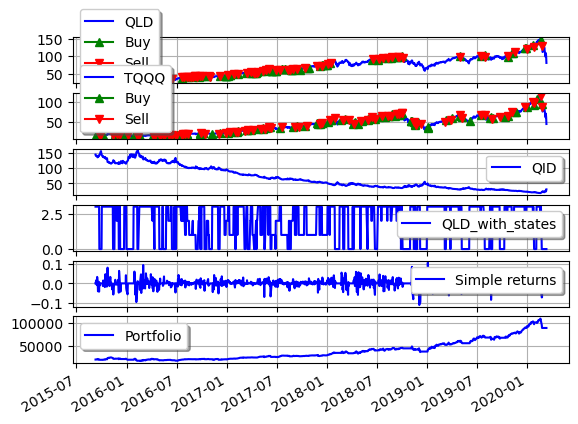 QLD
Buy
Sell
150
100
50
TQQQ
Buy
Sell
100
50
150
100
50
QID
2.5
0.0
QLD_with_states
0.1
0.0
−0.1
Simple returns
100000
50000
Portfolio
2015-07
2016-01
2016-07
2017-01
2017-07
2018-01
2018-07
2019-01
2019-07
2020-01